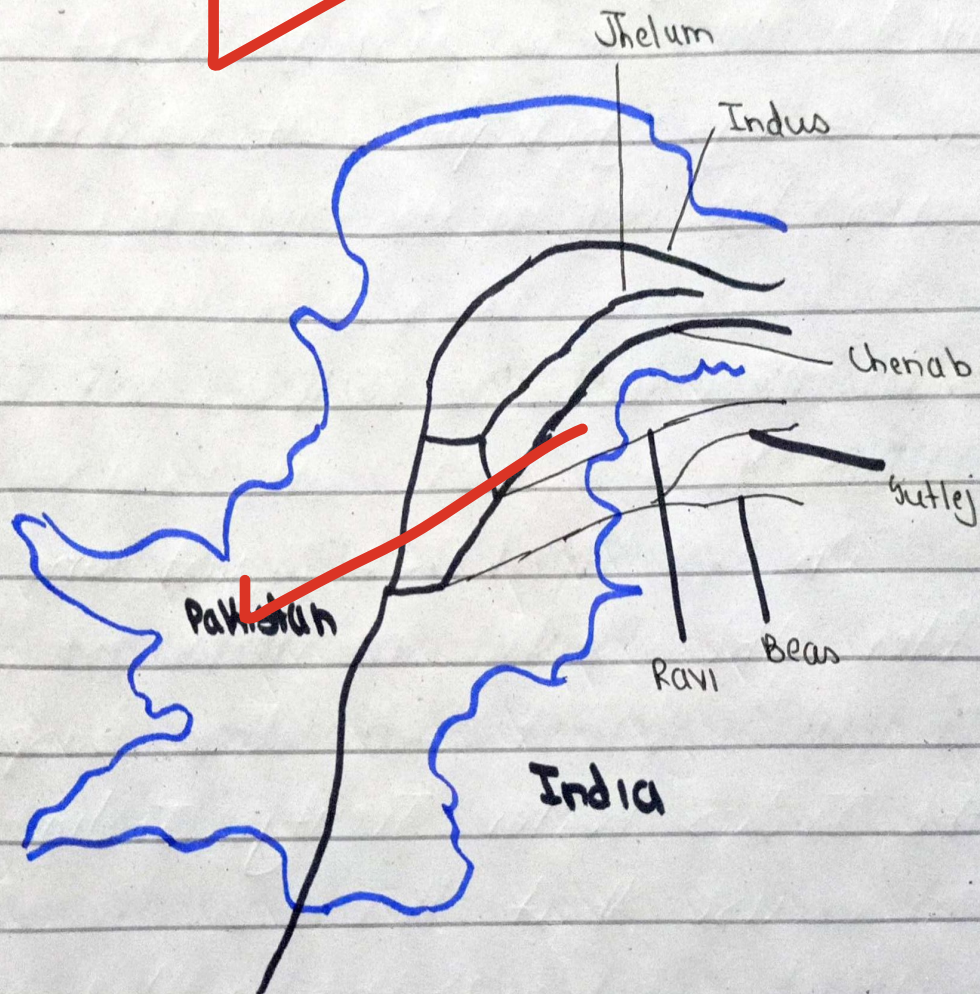 Jhelum
Indus
Chenab
Sutlej
Pakistan
Beas
Ravi
India